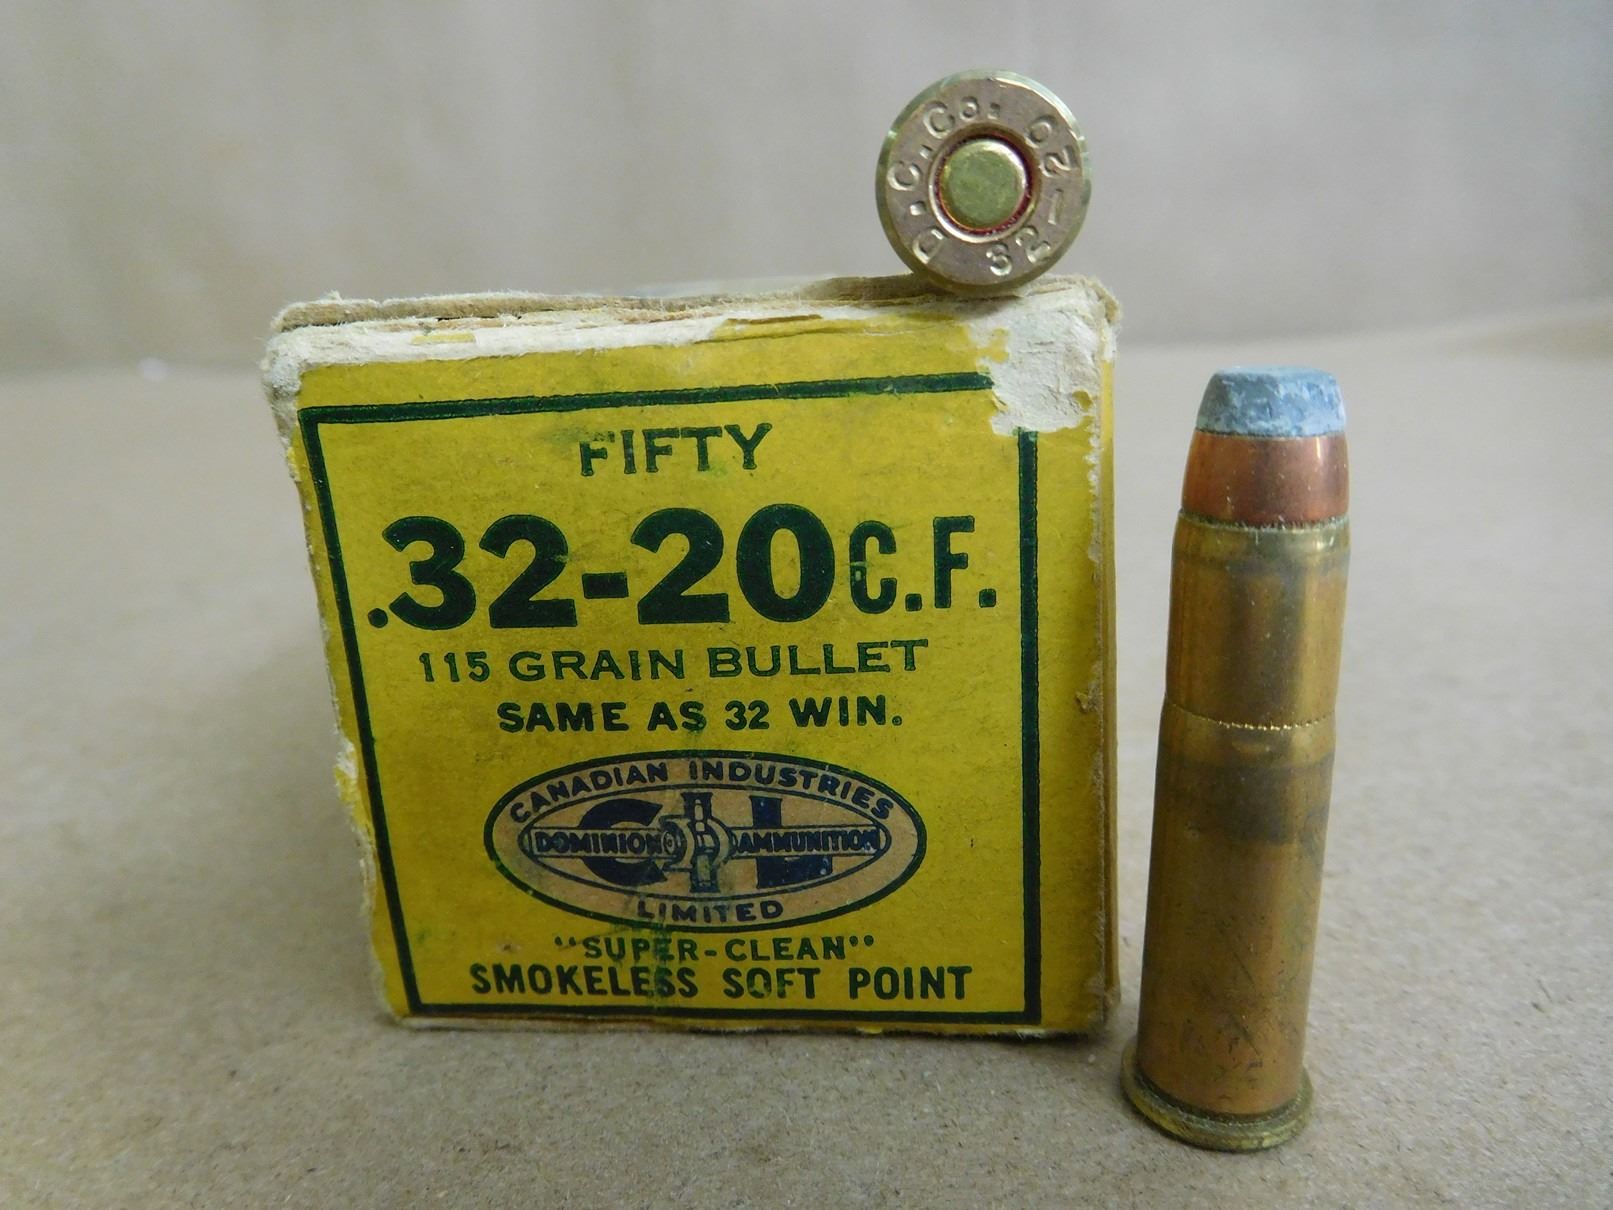 D.C.Co. 32-20
FIFTY
.32-20 C.F.
115 GRAIN BULLET
SAME AS 32 WIN.
CANADIAN INDUSTRIES
CIL
DOMINION AMMUNITION
LIMITED
"SUPER-CLEAN"
SMOKELESS SOFT POINT